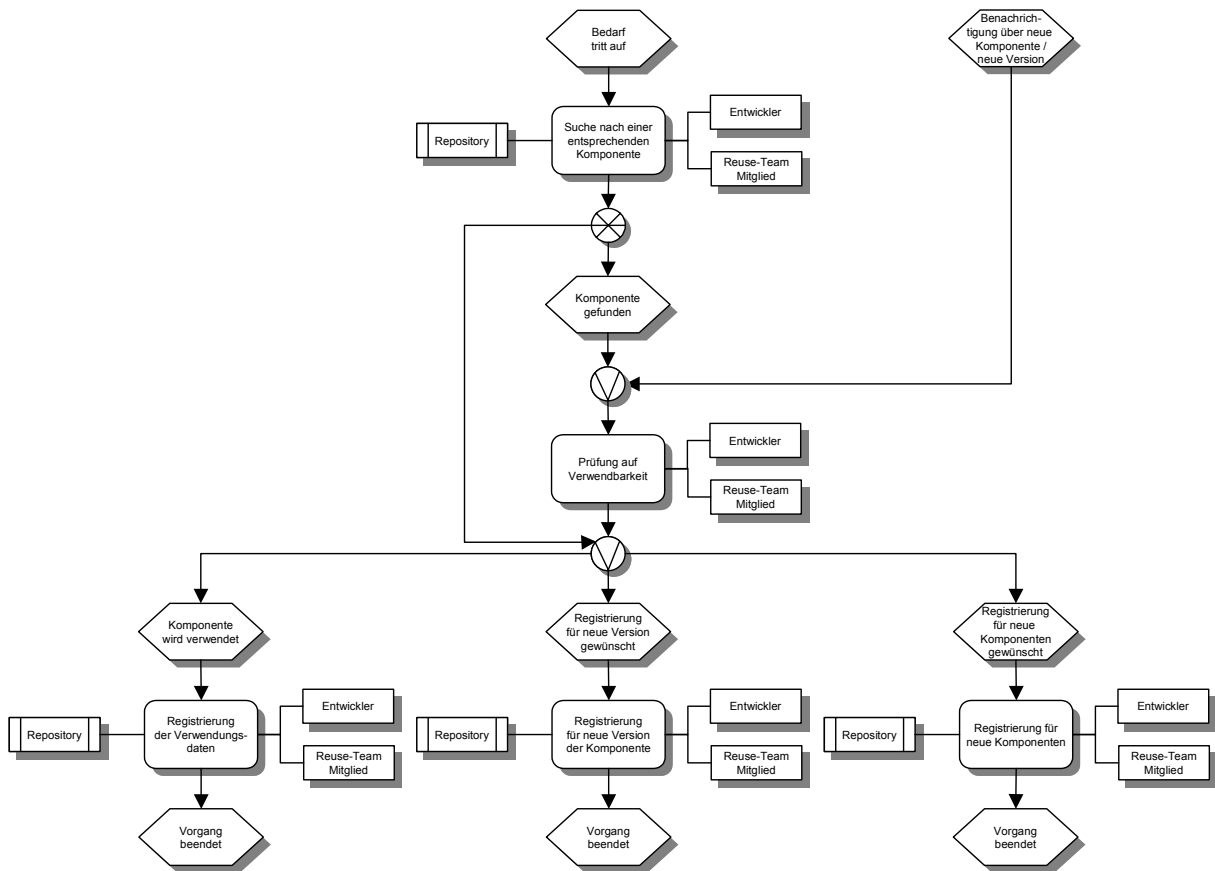 Bedarf
tritt auf
Benachrich-
tigung über neue
Komponente /
neue Version
Repository
Suche nach einer
entsprechenden
Komponente
Entwickler
Reuse-Team
Mitglied
Komponente
gefunden
Prüfung auf
Verwendbarkeit
Entwickler
Reuse-Team
Mitglied
Komponente
wird verwendet
Registrierung
für neue Version
gewünscht
Registrierung
für neue
Komponenten
gewünscht
Repository
Registrierung
der Verwendungs-
daten
Entwickler
Reuse-Team
Mitglied
Repository
Registrierung
für neue Version
der Komponente
Entwickler
Reuse-Team
Mitglied
Repository
Registrierung für
neue Komponenten
Entwickler
Reuse-Team
Mitglied
Vorgang
beendet
Vorgang
beendet
Vorgang
beendet